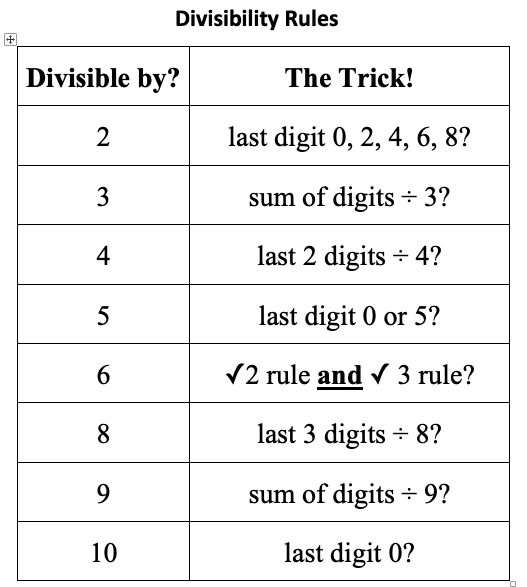 Divisibility Rules
Divisible by? The Trick!
2 last digit 0, 2, 4, 6, 8?
3 sum of digits ÷ 3?
4 last 2 digits ÷ 4?
5 last digit 0 or 5?
6 ✓2 rule and ✓ 3 rule?
8 last 3 digits ÷ 8?
9 sum of digits ÷ 9?
10 last digit 0?